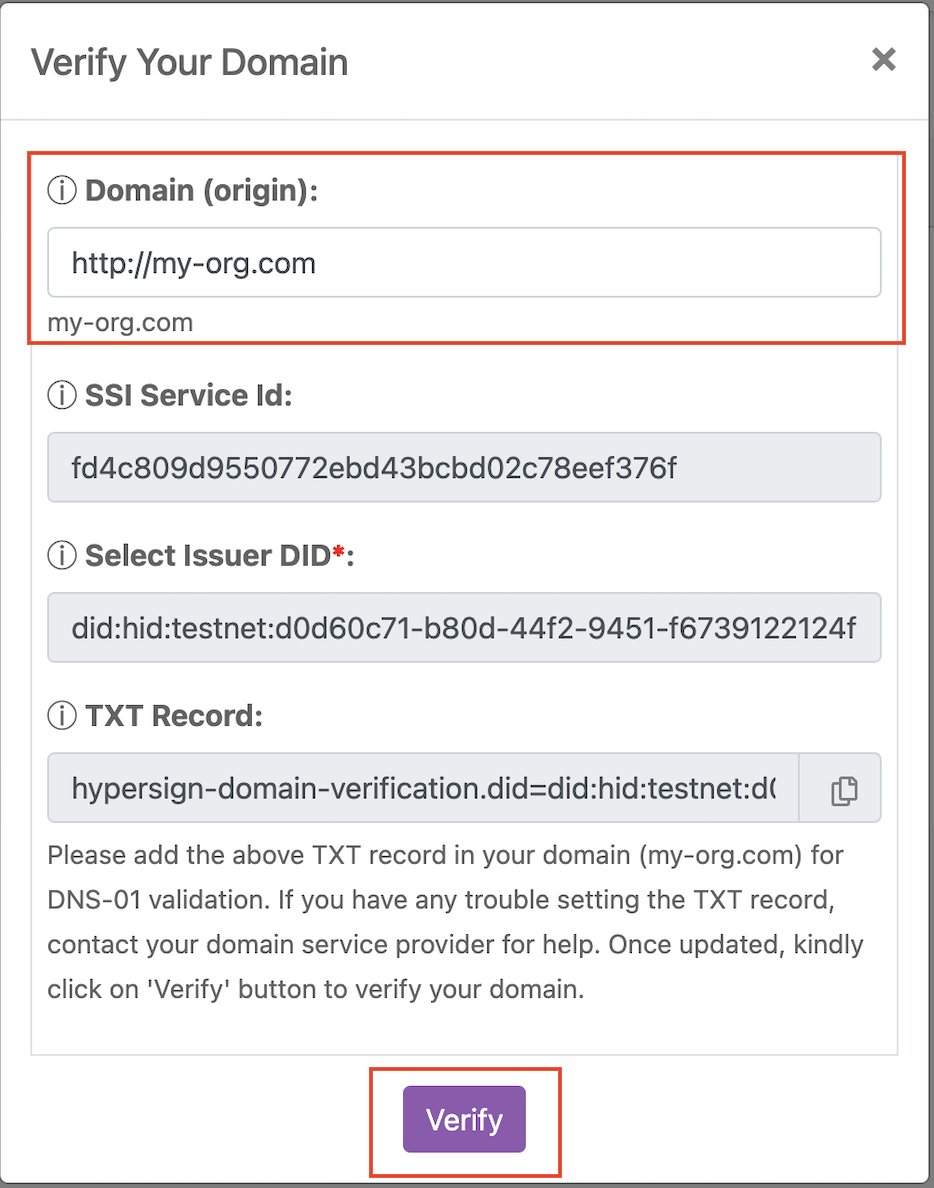 Verify Your Domain
ⓘ Domain (origin):
http://my-org.com
my-org.com
ⓘ SSI Service Id:
fd4c809d9550772ebd43bcbd02c78eef376f
ⓘ Select Issuer DID*:
did:hid:testnet:d0d60c71-b80d-44f2-9451-f6739122124f
ⓘ TXT Record:
hypersign-domain-verification.did=did:hid:testnet:d0
Please add the above TXT record in your domain (my-org.com) for
DNS-01 validation. If you have any trouble setting the TXT record,
contact your domain service provider for help. Once updated, kindly
click on 'Verify' button to verify your domain.
Verify